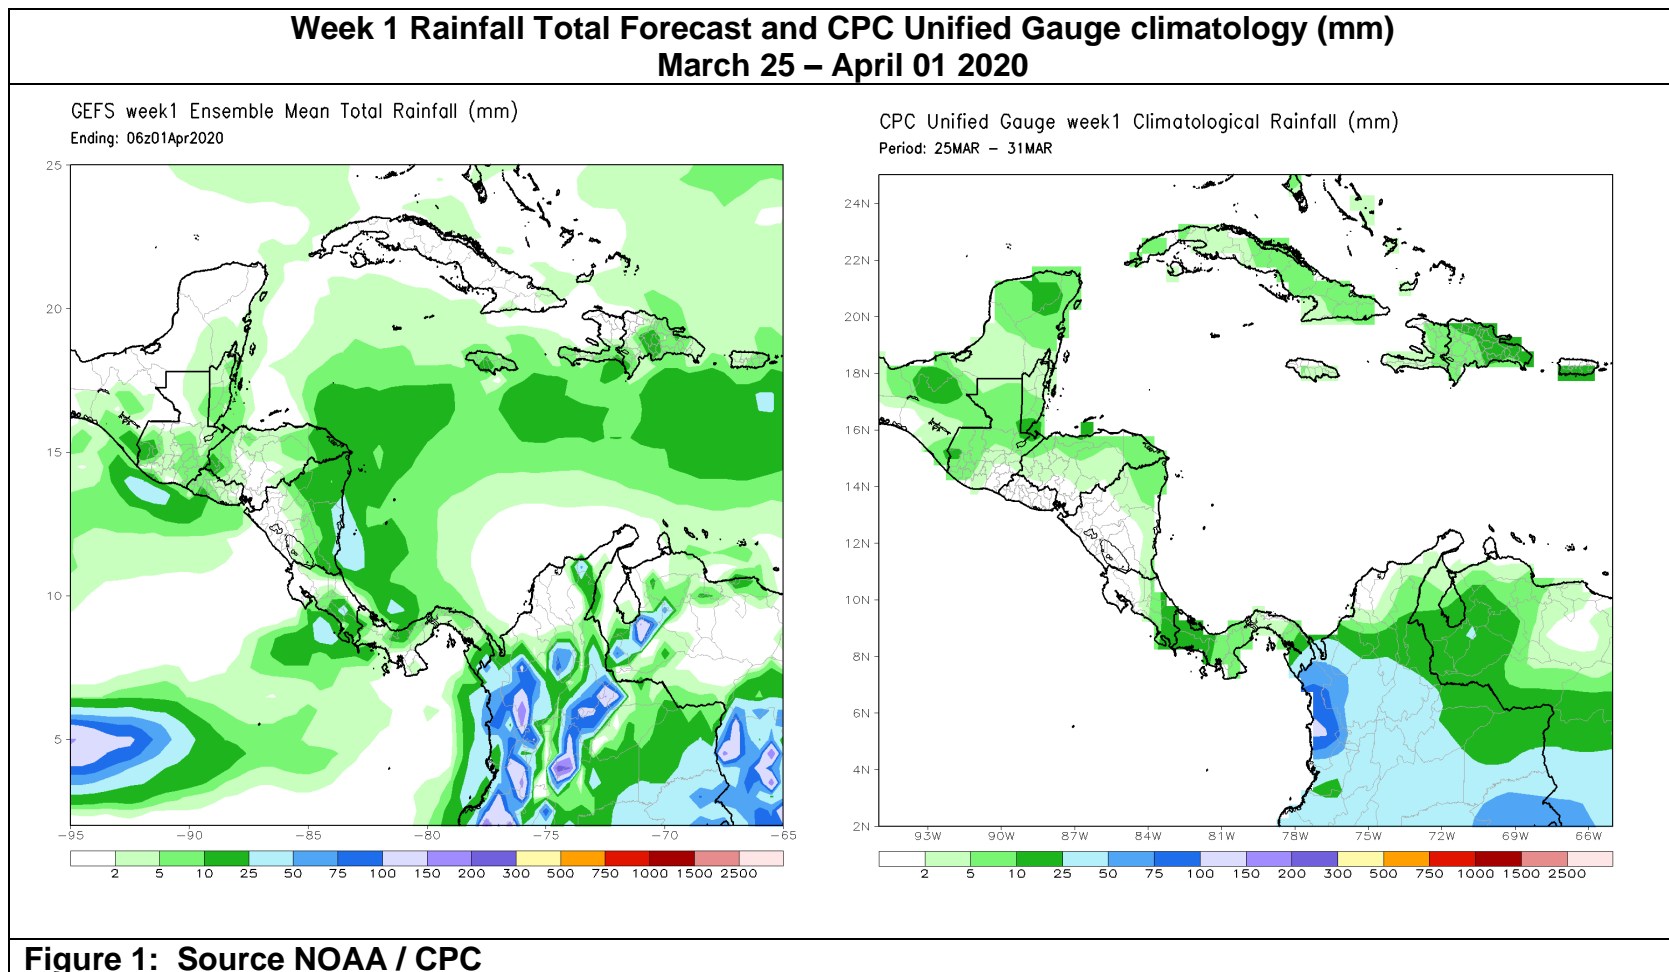 Week 1 Rainfall Total Forecast and CPC Unified Gauge climatology (mm)
March 25 – April 01 2020
GEFS week1 Ensemble Mean Total Rainfall (mm)
Ending: 06z01Apr2020
25
20
15
10
5
-95 -90 -85 -80 -75 -70 -65
2 5 10 25 50 75 100 150 200 300 500 750 1000 1500 2500
CPC Unified Gauge week1 Climatological Rainfall (mm)
Period: 25MAR – 31MAR
24N
22N
20N
18N
16N
14N
12N
10N
8N
6N
4N
2N
93W 90W 87W 84W 81W 78W 75W 72W 69W 66W
2 5 10 25 50 75 100 150 200 300 500 750 1000 1500 2500
Figure 1: Source NOAA / CPC